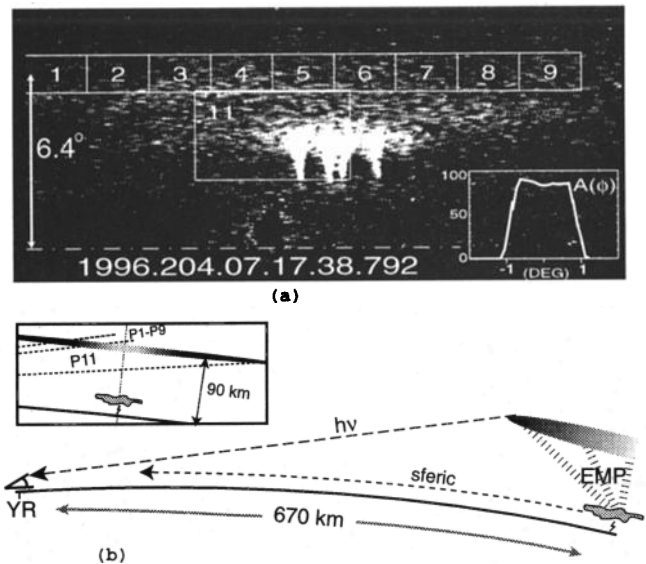 1 2 3 4 5 6 7 8 9
11
6.4°
100
A(φ)
50
0
-1 1
(DEG)
1996.204.07.17.38.792
(a)
P1-P9
P11
90 km
hν
sferic
EMP
YR
670 km
(b)